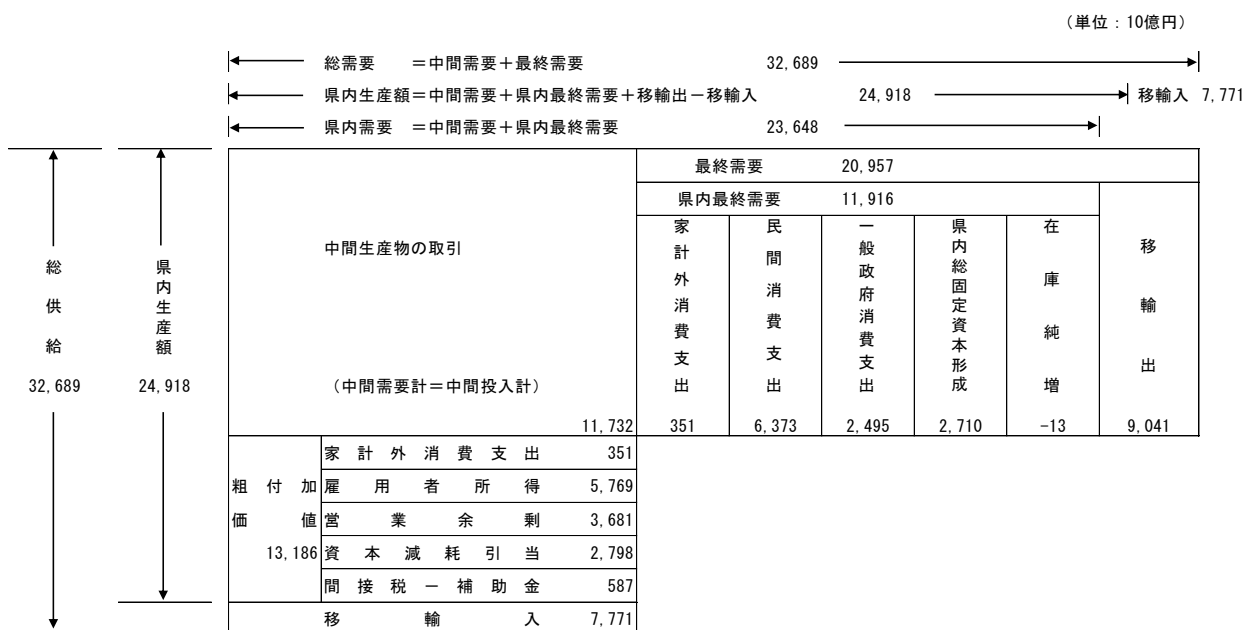 （単位：10億円）
総需要　＝中間需要＋最終需要　32,689
県内生産額＝中間需要＋県内最終需要＋移輸出－移輸入　24,918　移輸入 7,771
県内需要　＝中間需要＋県内最終需要　23,648
最終需要　20,957
県内最終需要　11,916
総供給
32,689
県内生産額
24,918
中間生産物の取引
（中間需要計＝中間投入計）
11,732
家計外消費支出
351
民間消費支出
6,373
一般政府消費支出
2,495
県内総固定資本形成
2,710
在庫純増
-13
移輸出
9,041
粗付加価値
13,186
家計外消費支出　351
雇用者所得　5,769
営業余剰　3,681
資本減耗引当　2,798
間接税－補助金　587
移輸入　7,771